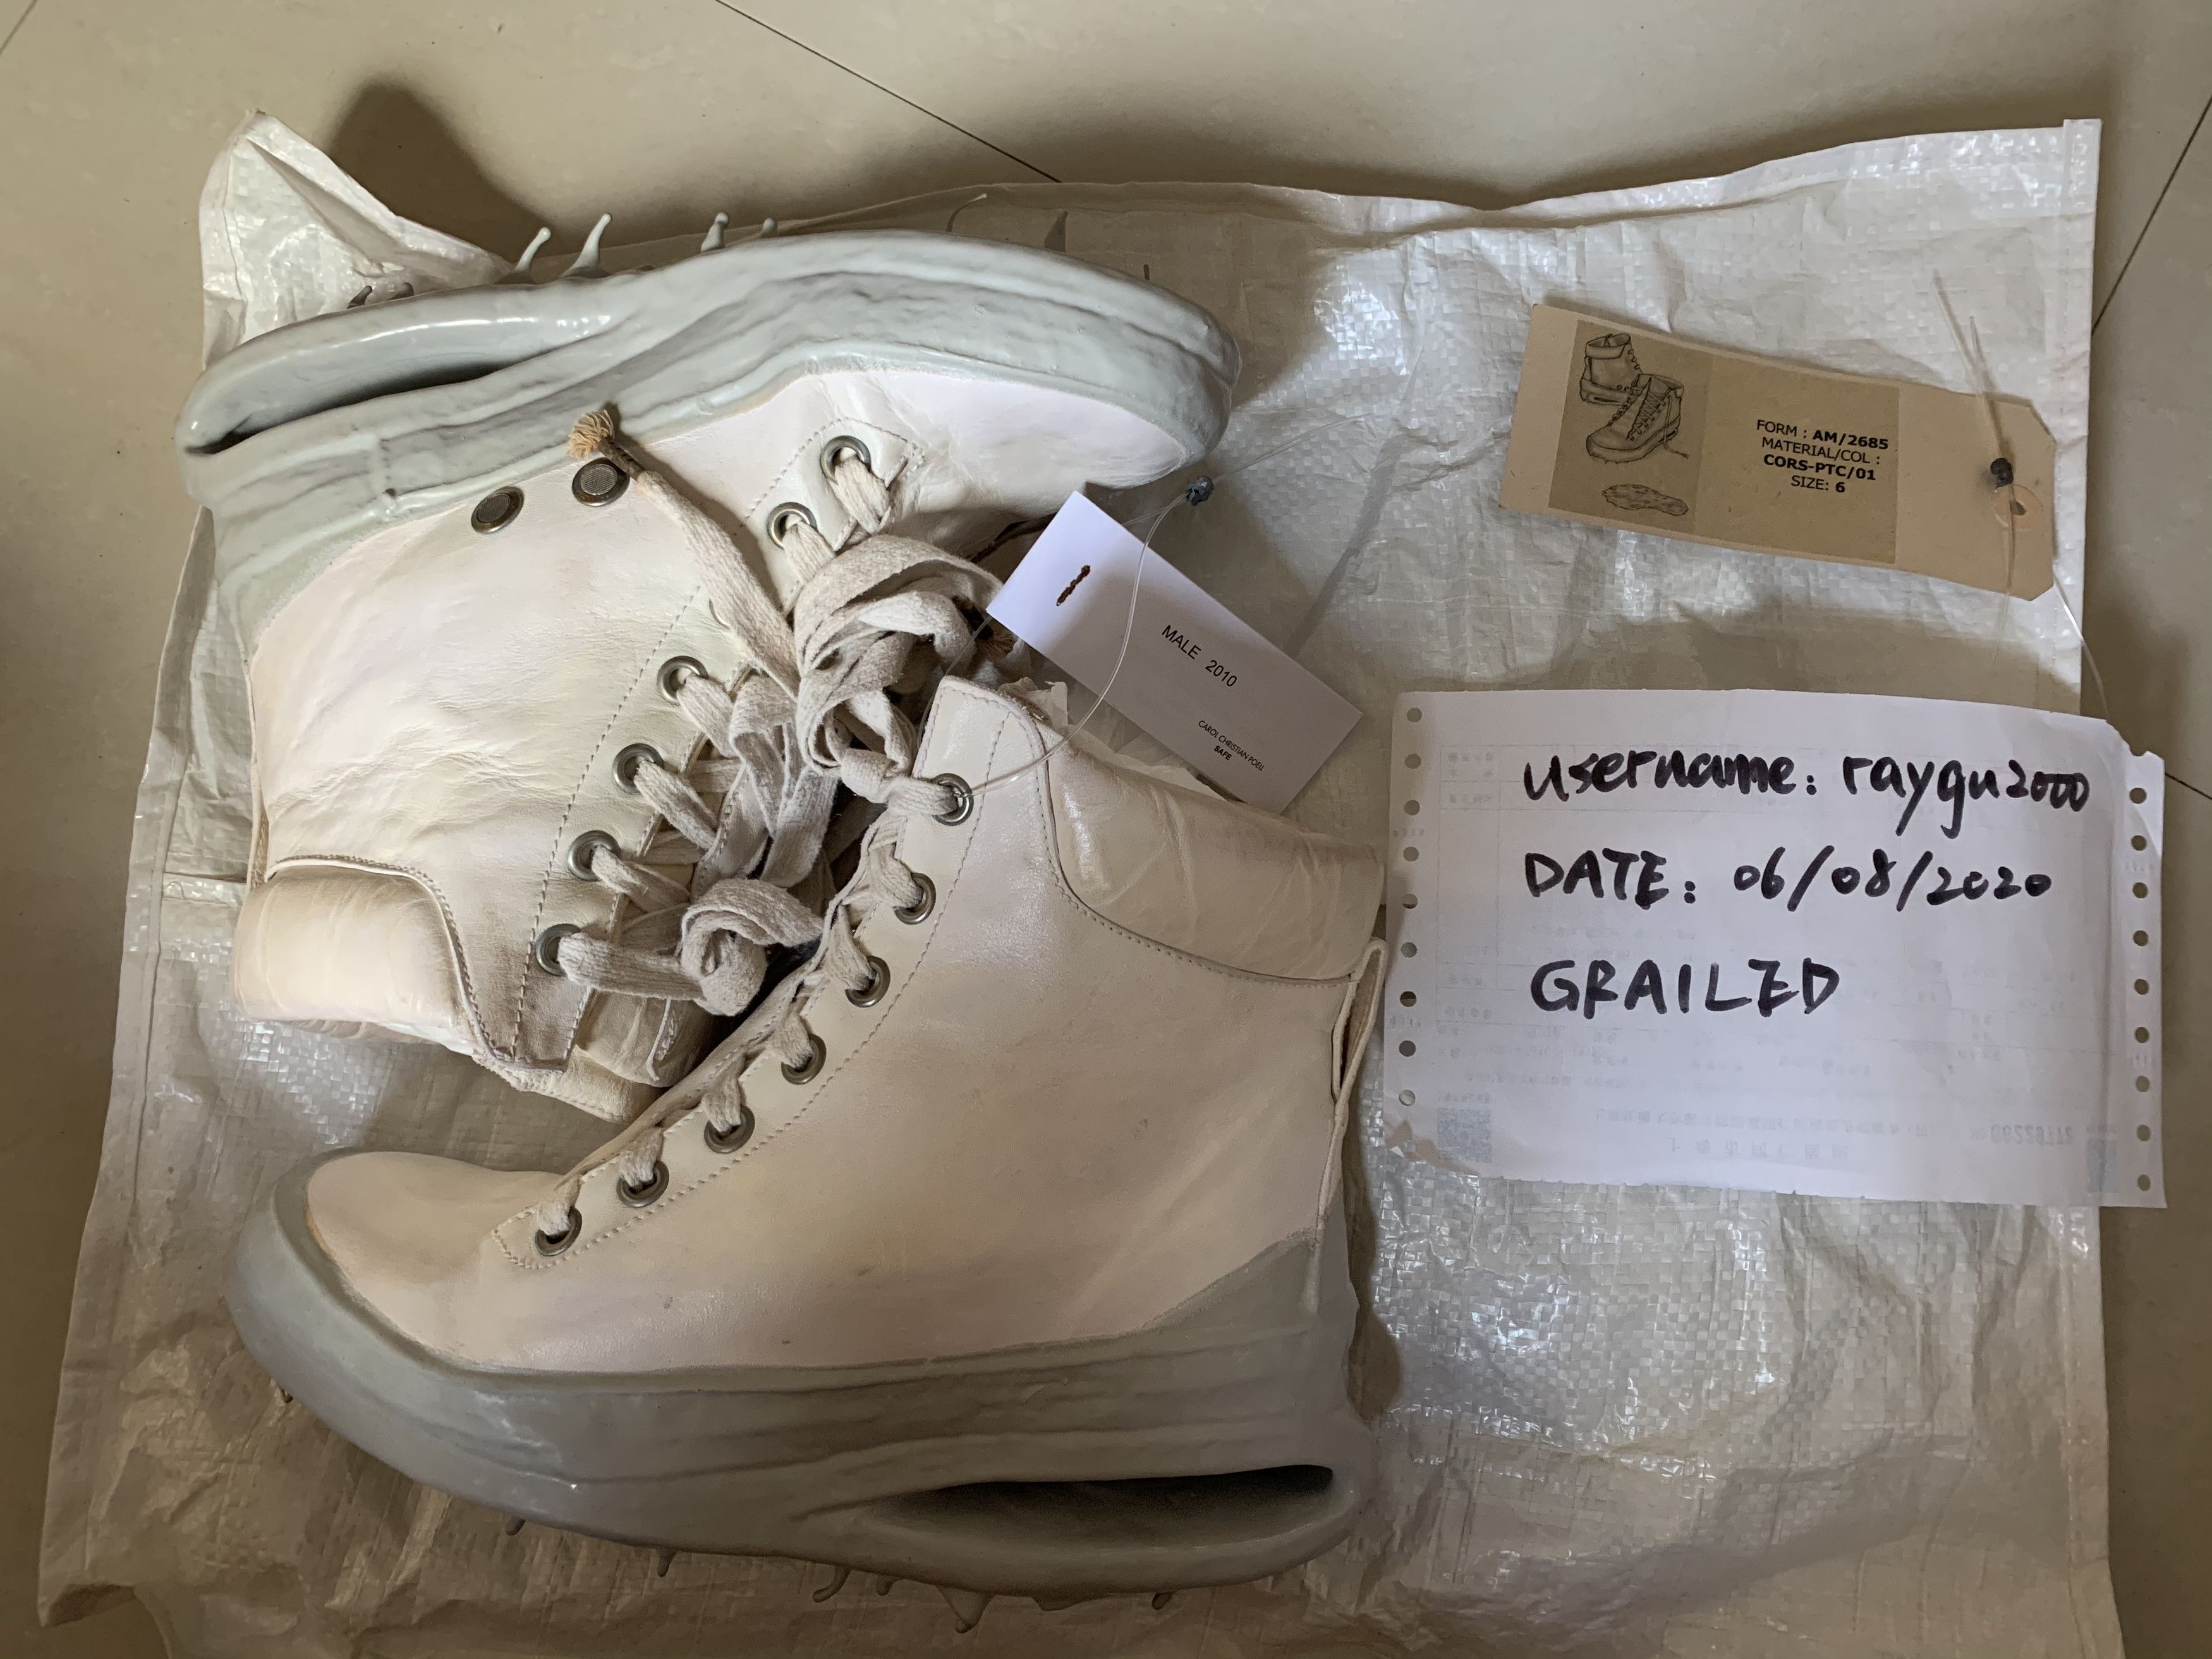 FORM : AM/2685
MATERIAL/COL :
CORS-PTC/01
SIZE: 6
MALE 2010
CAROL CHRISTIAN POELL
SAFE
username: raygu2000
DATE: 06/08/2020
GRAILED